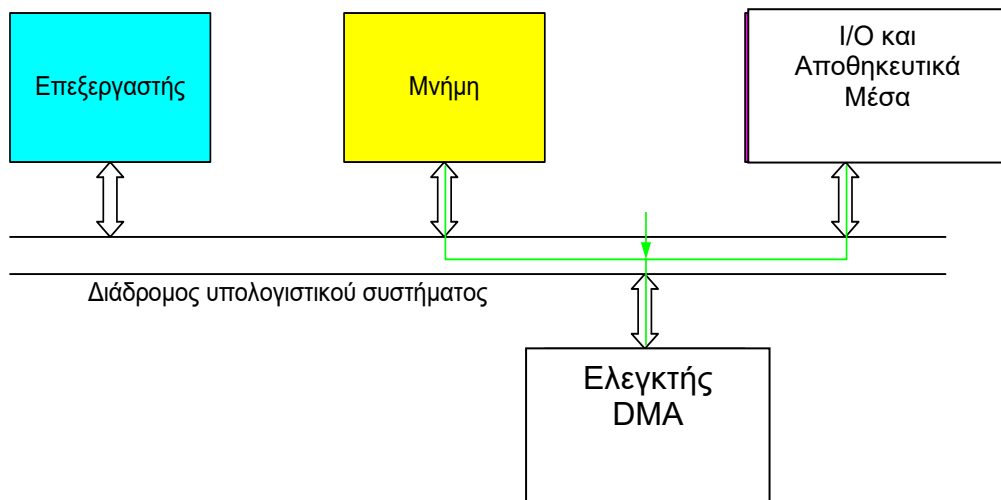 Επεξεργαστής
Μνήμη
I/O και
Αποθηκευτικά
Μέσα
Διάδρομος υπολογιστικού συστήματος
Ελεγκτής
DMA